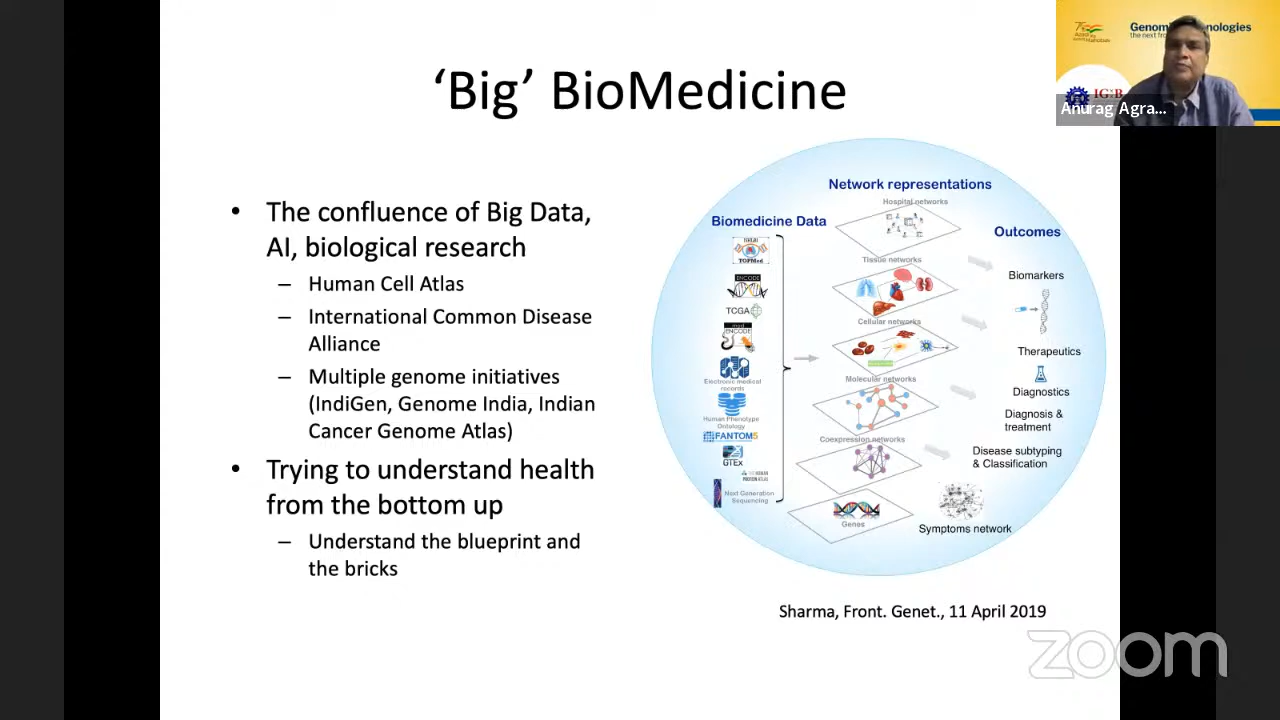 ‘Big’ BioMedicine
• The confluence of Big Data,
AI, biological research
– Human Cell Atlas
– International Common Disease
Alliance
– Multiple genome initiatives
(IndiGen, Genome India, Indian
Cancer Genome Atlas)
• Trying to understand health
from the bottom up
– Understand the blueprint and
the bricks
Biomedicine Data
TOPMed
ENCODE
TCGA
ENCODE
Electronic medical
records
Human Phenotype
Ontology
FANTOM5
GTEx
PROTEIN ATLAS
Next Generation
Sequencing
Network representations
Hospital networks
Tissue networks
Cellular networks
Molecular networks
Coexpression networks
Genes
Outcomes
Biomarkers
Therapeutics
Diagnostics
Diagnosis &
treatment
Disease subtyping
& Classification
Symptoms network
Sharma, Front. Genet., 11 April 2019
Anurag Agra...
zoom